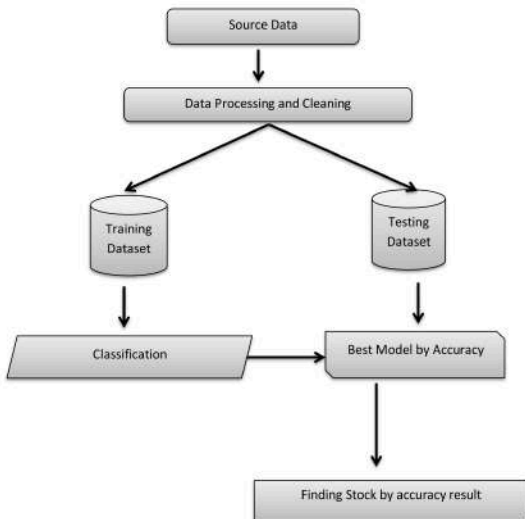 Source Data
Data Processing and Cleaning
Training
Dataset
Testing
Dataset
Classification
Best Model by Accuracy
Finding Stock by accuracy result